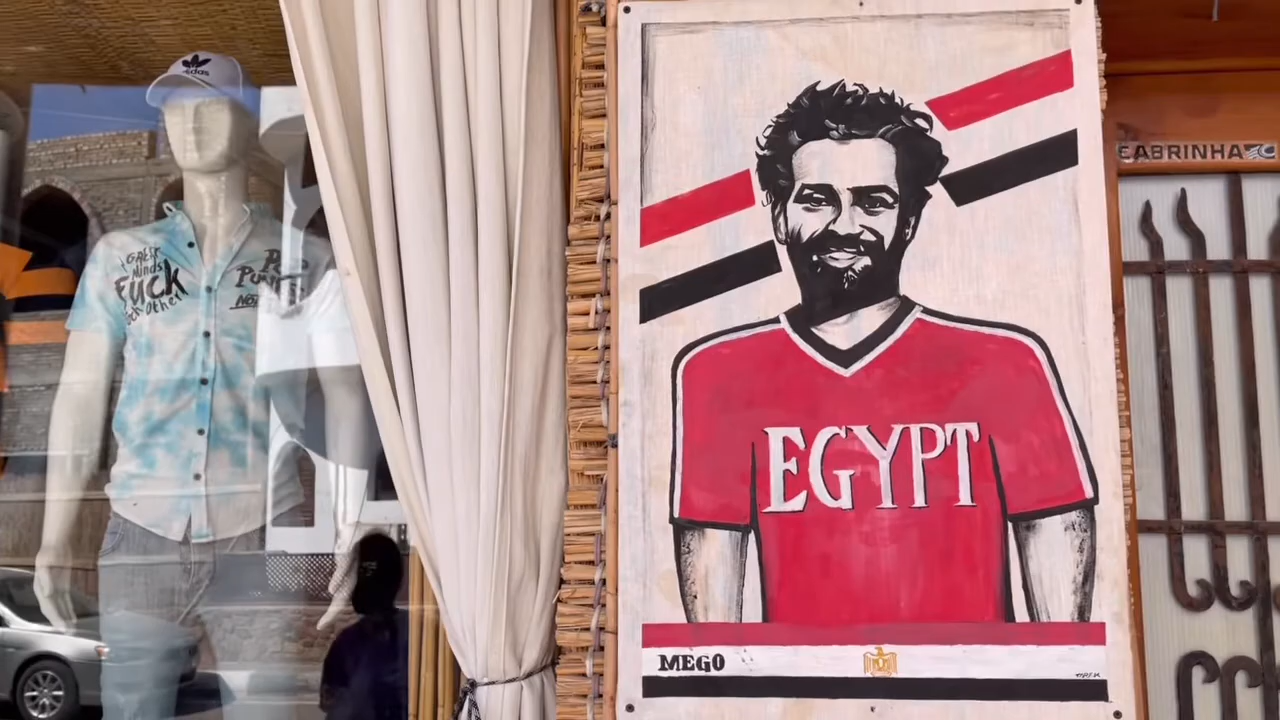 adidas
GREAT
Minds
FUCK
Each Other
EGYPT
MEGO
CABRINHA